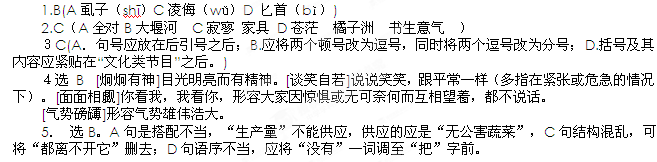 1.B(A 虱子（shī）C 凌侮（wǔ）D 匕首（bì）)
2.C（A 全对 B 大堰河  C 寂寥 家具 D 苍茫  橘子洲  书生意气  ）
3 C(A．句号应放在后引号之后；B.应将两个顿号改为逗号，同时将两个逗号改为分号；D.括号及其
内容应紧贴在“文化类节目”之后。)
4 选 B  [炯炯有神]目光明亮而有精神。[谈笑自若]说说笑笑，跟平常一样（多指在紧张或危急的情况
下）。[面面相觑]你看我，我看你，形容大家因惊惧或无可奈何而互相望着，都不说话。
[气势磅礴]形容气势雄伟浩大。
5． 选 B。A 句是搭配不当，“生产量”不能供应，供应的是“无公害蔬菜”，C 句结构混乱，可
将“都离不开它”删去；D 句语序不当，应将“没有”一词调至“把”字前。